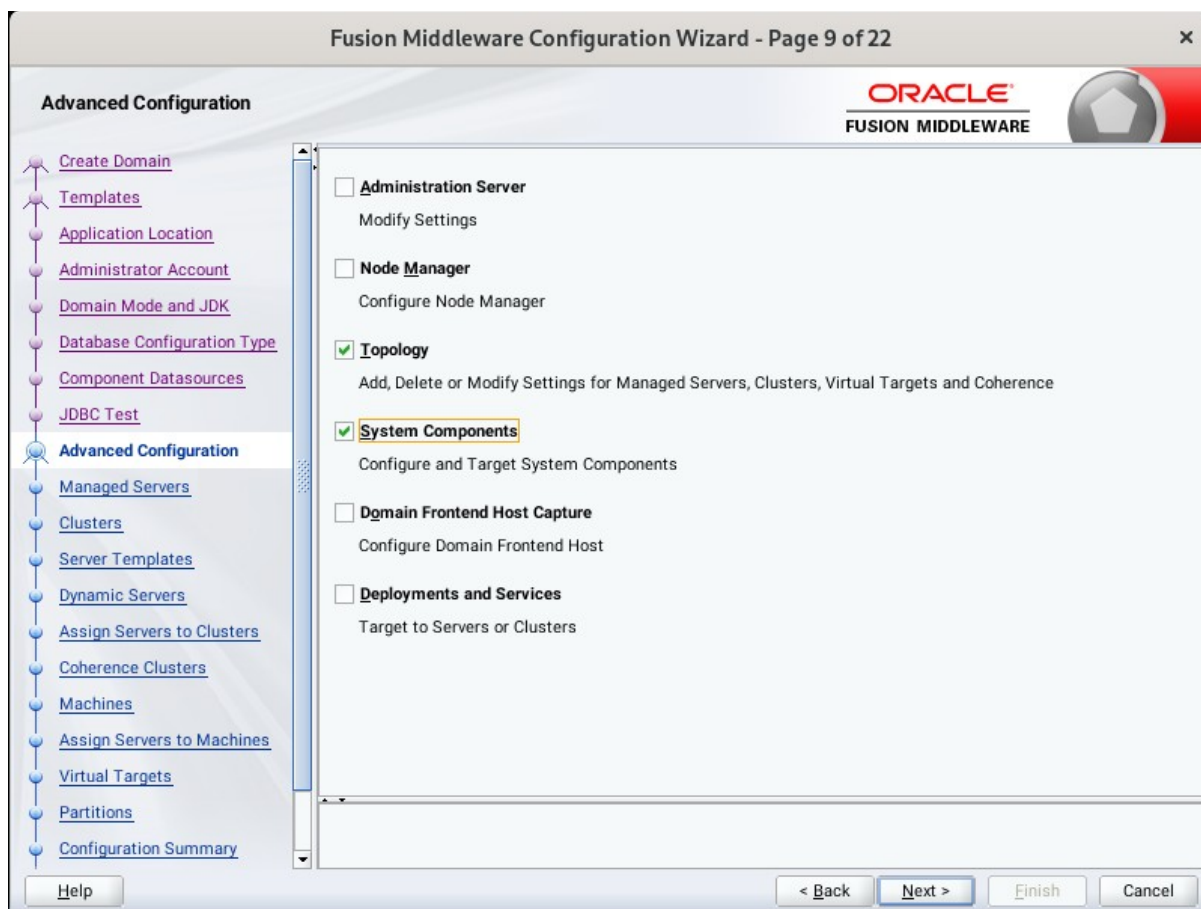 Fusion Middleware Configuration Wizard - Page 9 of 22
Advanced Configuration
ORACLE
FUSION MIDDLEWARE
Create Domain
Templates
Application Location
Administrator Account
Domain Mode and JDK
Database Configuration Type
Component Datasources
JDBC Test
Advanced Configuration
Managed Servers
Clusters
Server Templates
Dynamic Servers
Assign Servers to Clusters
Coherence Clusters
Machines
Assign Servers to Machines
Virtual Targets
Partitions
Configuration Summary
Administration Server
Modify Settings
Node Manager
Configure Node Manager
Topology
Add, Delete or Modify Settings for Managed Servers, Clusters, Virtual Targets and Coherence
System Components
Configure and Target System Components
Domain Frontend Host Capture
Configure Domain Frontend Host
Deployments and Services
Target to Servers or Clusters
Help
< Back
Next >
Finish
Cancel